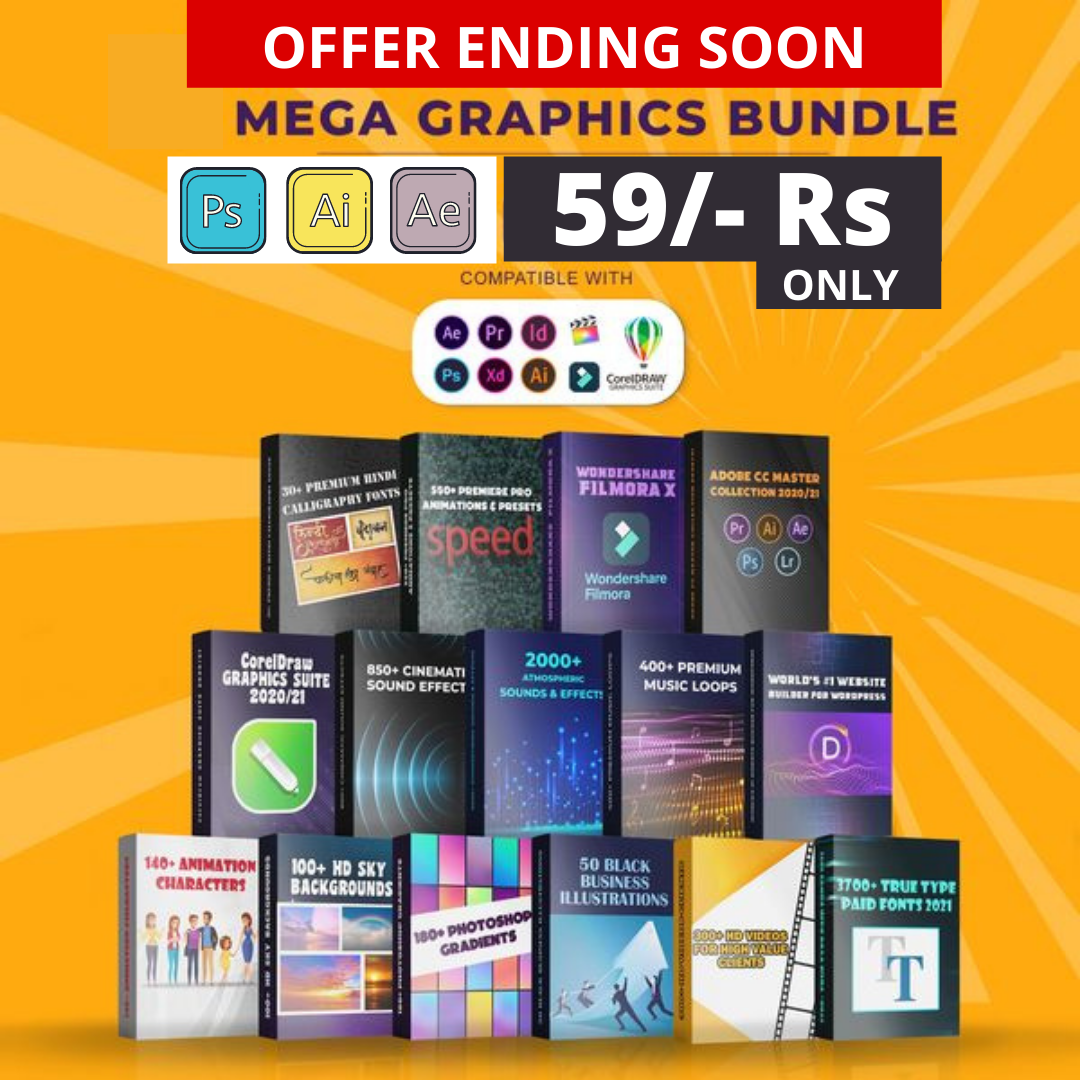 OFFER ENDING SOON
MEGA GRAPHICS BUNDLE
Ps Ai Ae
59/- Rs
ONLY
COMPATIBLE WITH
Ae Pr Id
Ps Xd Ai
CorelDRAW
GRAPHICS SUITE
30+ PREMIUM HINDI
CALLIGRAPHY FONTS
हिन्दी
550+ PREMIERE PRO
ANIMATIONS & PRESETS
speed
WONDERSHARE
FILMORA X
Wondershare
Filmora
ADOBE CC MASTER
COLLECTION 2020/21
Pr Ai Ae
Ps Lr
CorelDraw
GRAPHICS SUITE
2020/21
850+ CINEMATI
SOUND EFFECT
2000+
ATMOSPHERIC
SOUNDS & EFFECTS
400+ PREMIUM
MUSIC LOOPS
WORLD'S #1 WEBSITE
BUILDER FOR WORDPRESS
D
140+ ANIMATION
CHARACTERS
100+ HD SKY
BACKGROUNDS
180+ PHOTOSHOP
GRADIENTS
50 BLACK
BUSINESS
ILLUSTRATIONS
300+ HD VIDEOS
FOR HIGH VALUE
CLIENTS
3700+ TRUE TYPE
PAID FONTS 2021
TT